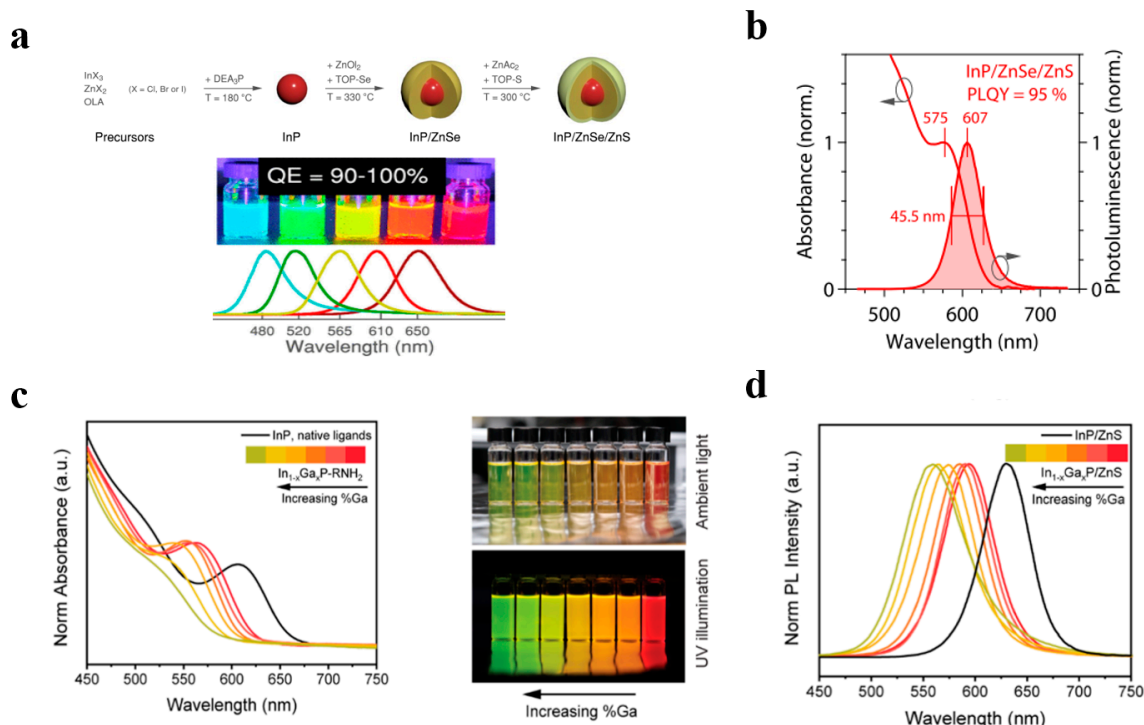 a
InX3
ZnX2
OLA
(X = Cl, Br or I)
+ DEA3P
T = 180 °C
+ ZnOl2
+ TOP-Se
T = 330 °C
+ ZnAc2
+ TOP-S
T = 300 °C
Precursors
InP
InP/ZnSe
InP/ZnSe/ZnS
QE = 90-100%
480 520 565 610 650
Wavelength (nm)
b
InP/ZnSe/ZnS
PLQY = 95 %
575 607
45.5 nm
1
0
1
0
500 600 700
Absorbance (norm.)
Photoluminescence (norm.)
Wavelength (nm)
c
InP, native ligands
In1-xGaxP-RNH2
Increasing %Ga
Norm Absorbance (a.u.)
450 500 550 600 650 700 750
Wavelength (nm)
Ambient light
UV illumination
Increasing %Ga
d
InP/ZnS
In1-xGaxP/ZnS
Increasing %Ga
Norm PL Intensity (a.u.)
450 500 550 600 650 700 750
Wavelength (nm)